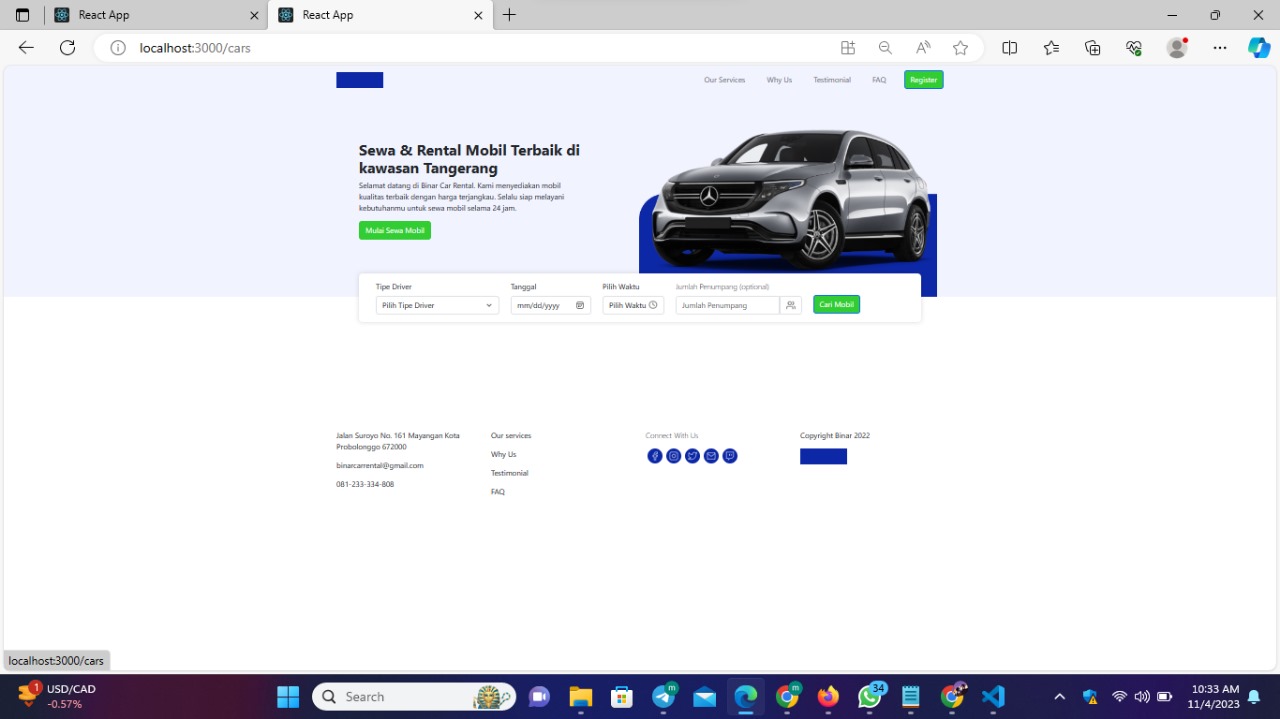 React App
React App
localhost:3000/cars
Our Services
Why Us
Testimonial
FAQ
Register
Sewa & Rental Mobil Terbaik di
kawasan Tangerang
Selamat datang di Binar Car Rental. Kami menyediakan mobil
kualitas terbaik dengan harga terjangkau. Selalu siap melayani
kebutuhanmu untuk sewa mobil selama 24 jam.
Mulai Sewa Mobil
Tipe Driver
Tanggal
Pilih Waktu
Jumlah Penumpang (optional)
Pilih Tipe Driver
mm/dd/yyyy
Pilih Waktu
Jumlah Penumpang
Cari Mobil
Jalan Suroyo No. 161 Mayangan Kota
Probolonggo 672000
binarcarrental@gmail.com
081-233-334-808
Our services
Why Us
Testimonial
FAQ
Connect With Us
Copyright Binar 2022
localhost:3000/cars
1
USD/CAD
-0.57%
Search
m
m
34
10:33 AM
11/4/2023